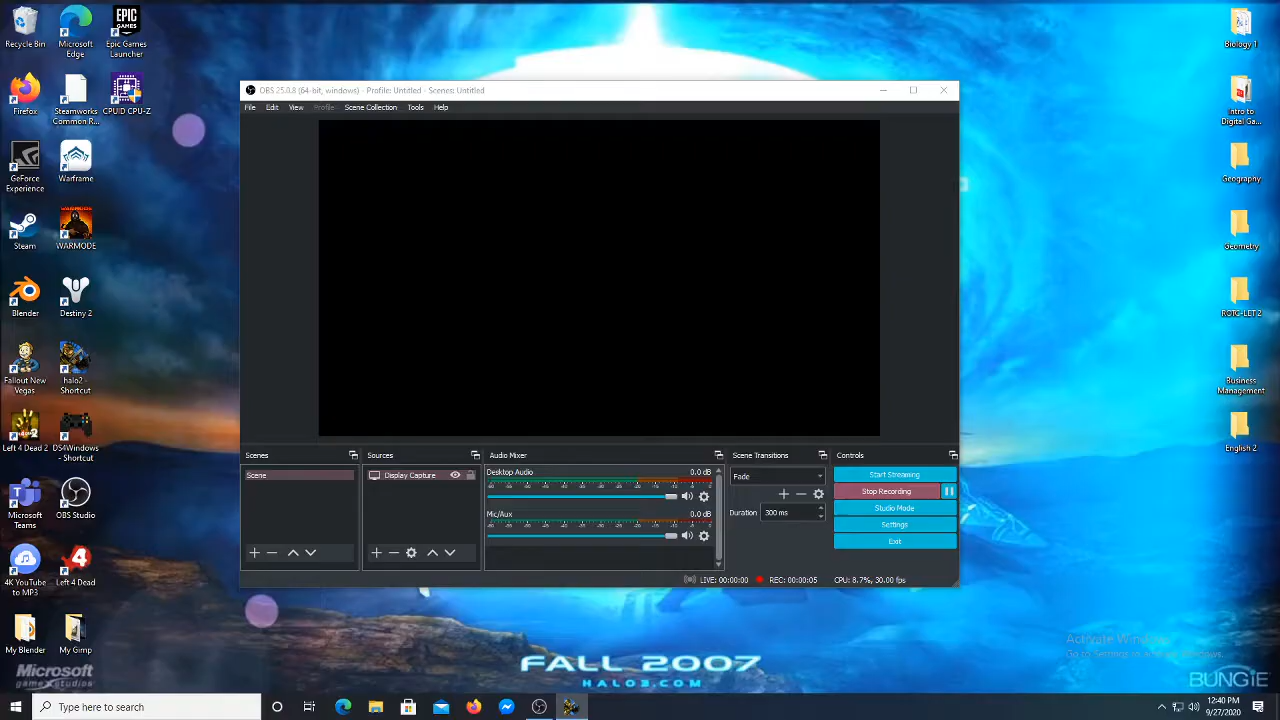 Recycle Bin
Microsoft
Edge
EPIC
GAMES
Epic Games
Launcher
Firefox
Steamworks
Common R...
CPUID CPU-Z
GeForce
Experience
Warframe
Steam
WARMODE
Blender
Destiny 2
Fallout New
Vegas
halo2 -
Shortcut
Left 4 Dead 2
DS4Windows
- Shortcut
Microsoft
Teams
OBS Studio
4K YouTube
to MP3
Left 4 Dead
My Blender
My Gimp
Microsoft
game studios
OBS 25.0.8 (64-bit, windows) - Profile: Untitled - Scenes: Untitled
File Edit View Profile Scene Collection Tools Help
Scenes
Scene
Sources
Display Capture
Audio Mixer
Desktop Audio 0.0 dB
Mic/Aux 0.0 dB
Scene Transitions
Fade
Duration 300 ms
Controls
Start Streaming
Stop Recording
Studio Mode
Settings
Exit
LIVE: 00:00:00 REC: 00:00:05 CPU: 8.7%, 30.00 fps
Biology 1
Intro to
Digital Ga...
Geography
Geometry
ROTC-LET 2
Business
Management
English 2
Activate Windows
Go to Settings to activate Windows.
FALL 2007
HALO3.COM
BUNGIE
Type here to search
12:40 PM
9/27/2020